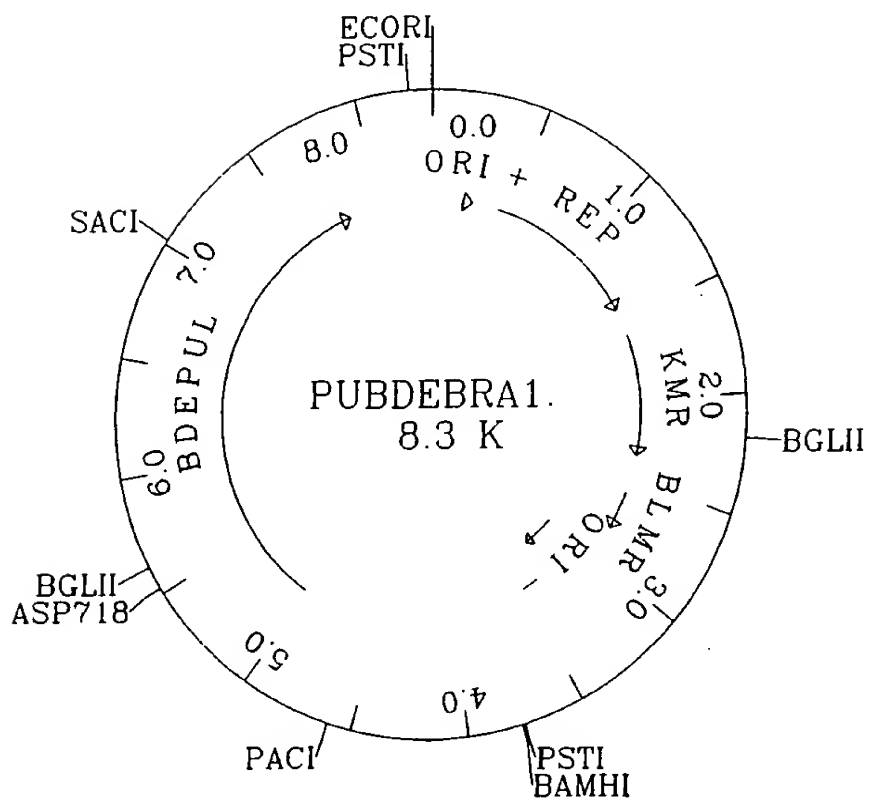 ECORI
PSTI
0.0
8.0
ORI + REP
1.0
SACI
7.0
BDEPUL
KMR
2.0
PUBDEBRA1.
8.3 K
BGLII
6.0
BLMR
ORI
3.0
BGLII
ASP718
5.0
4.0
PACI
PSTI
BAMHI